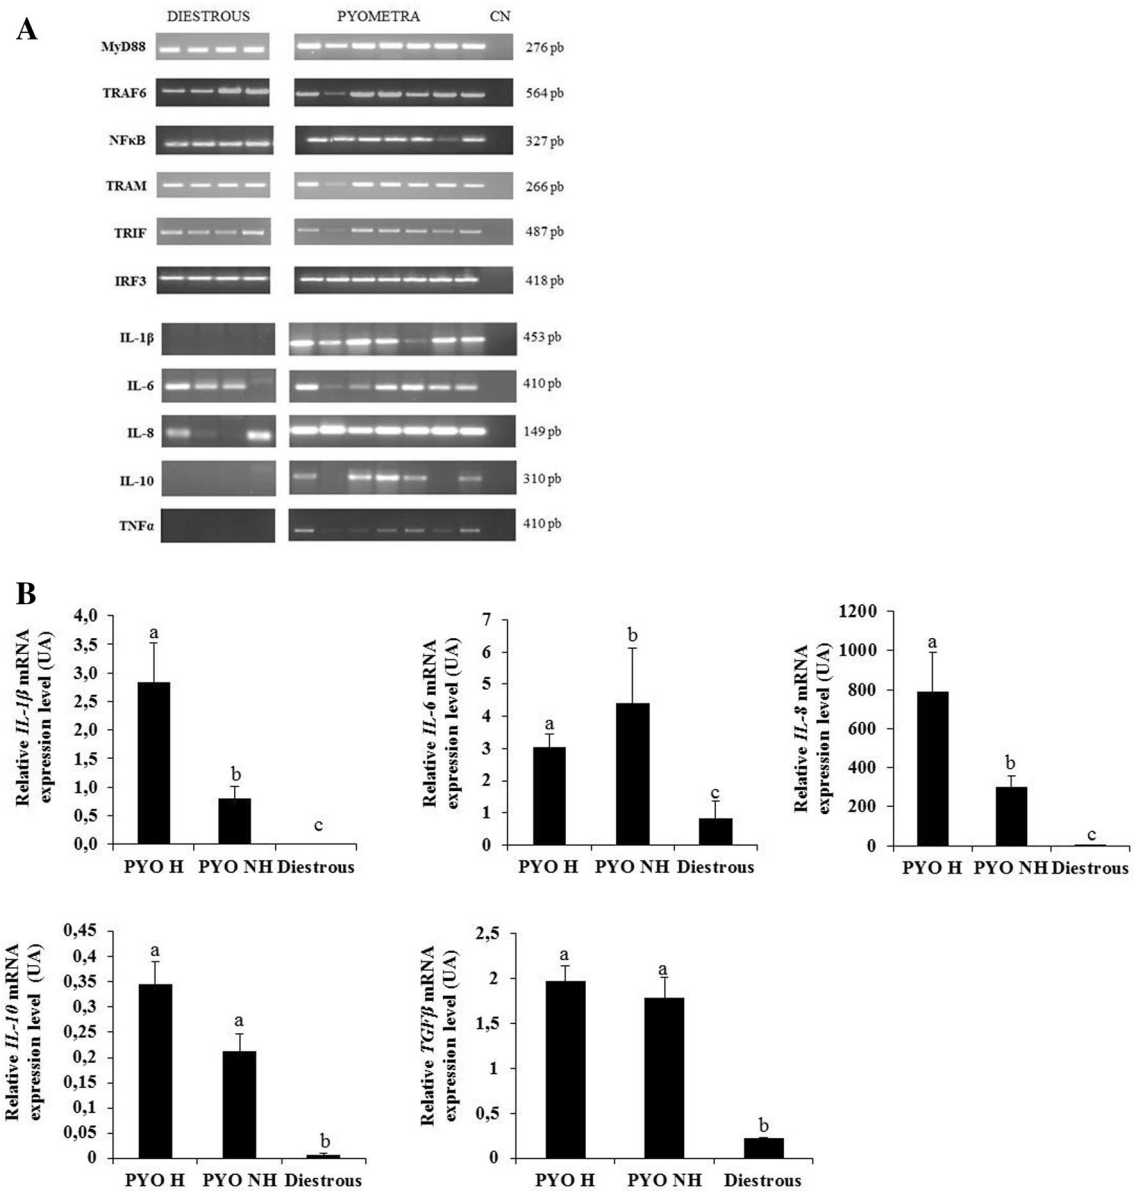 A
DIESTROUS PYOMETRA CN
MyD88 276 pb
TRAF6 564 pb
NFκB 327 pb
TRAM 266 pb
TRIF 487 pb
IRF3 418 pb
IL-1β 453 pb
IL-6 410 pb
IL-8 149 pb
IL-10 310 pb
TNFα 410 pb
B
Relative IL-1β mRNA
expression level (UA)
4,0
3,5
3,0
2,5
2,0
1,5
1,0
0,5
0,0
a
b
c
PYO H PYO NH Diestrous
Relative IL-6 mRNA
expression level (UA)
7
6
5
4
3
2
1
0
a
b
c
PYO H PYO NH Diestrous
Relative IL-8 mRNA
expression level (UA)
1200
1000
800
600
400
200
0
a
b
c
PYO H PYO NH Diestrous
Relative IL-10 mRNA
expression level (UA)
0,45
0,4
0,35
0,3
0,25
0,2
0,15
0,1
0,05
0
a
a
b
PYO H PYO NH Diestrous
Relative TGFβ mRNA
expression level (UA)
2,5
2
1,5
1
0,5
0
a
a
b
PYO H PYO NH Diestrous